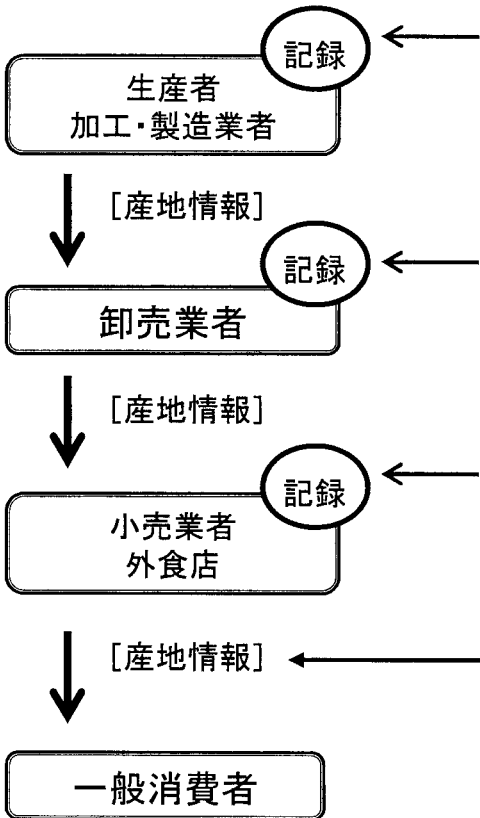 記録
生産者
加工・製造業者
[産地情報]
記録
卸売業者
[産地情報]
記録
小売業者
外食店
[産地情報]
一般消費者